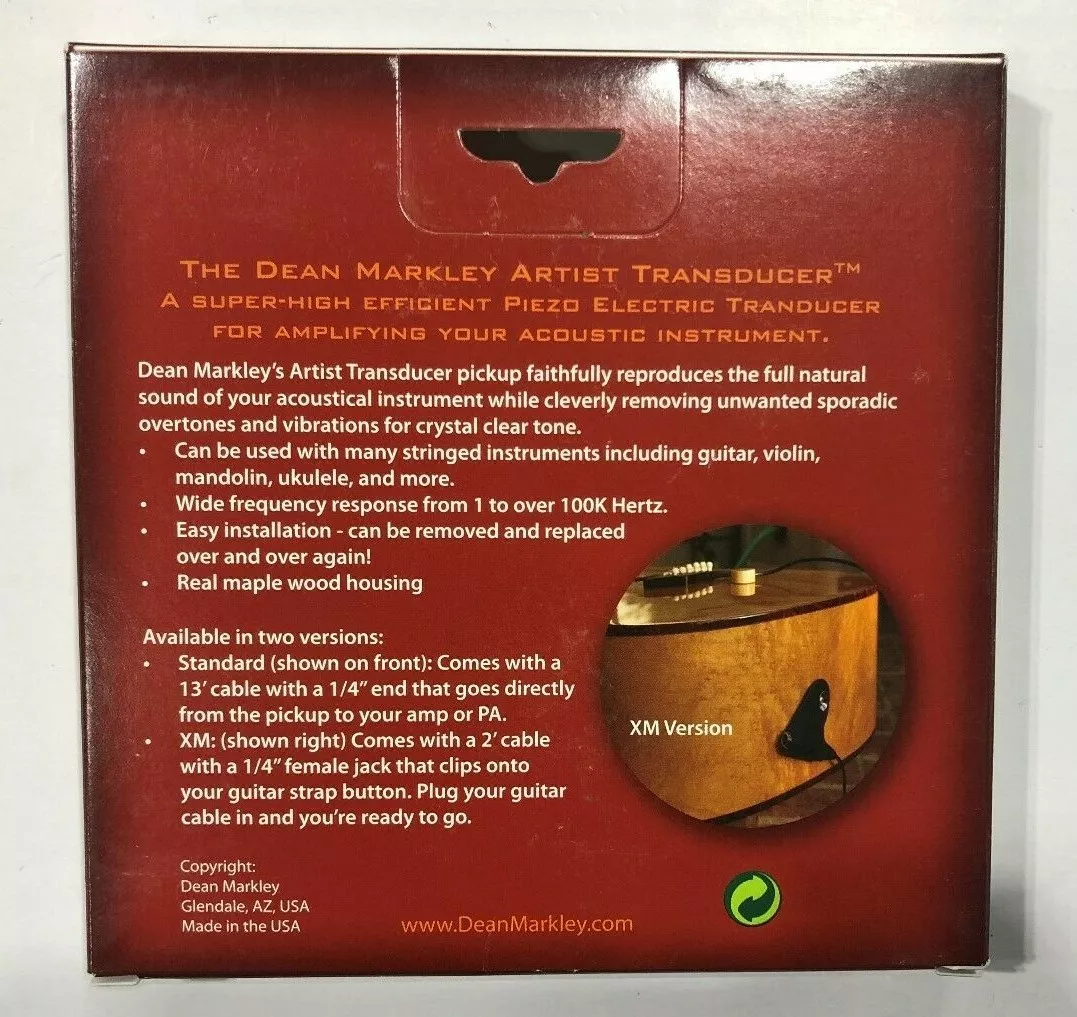 THE DEAN MARKLEY ARTIST TRANSDUCER™
A SUPER-HIGH EFFICIENT PIEZO ELECTRIC TRANDUCER
FOR AMPLIFYING YOUR ACOUSTIC INSTRUMENT.
Dean Markley's Artist Transducer pickup faithfully reproduces the full natural
sound of your acoustical instrument while cleverly removing unwanted sporadic
overtones and vibrations for crystal clear tone.
• Can be used with many stringed instruments including guitar, violin,
mandolin, ukulele, and more.
• Wide frequency response from 1 to over 100K Hertz.
• Easy installation - can be removed and replaced
over and over again!
• Real maple wood housing
Available in two versions:
• Standard (shown on front): Comes with a
13' cable with a 1/4" end that goes directly
from the pickup to your amp or PA.
• XM: (shown right) Comes with a 2' cable
with a 1/4" female jack that clips onto
your guitar strap button. Plug your guitar
cable in and you're ready to go.
XM Version
Copyright:
Dean Markley
Glendale, AZ, USA
Made in the USA
www.DeanMarkley.com